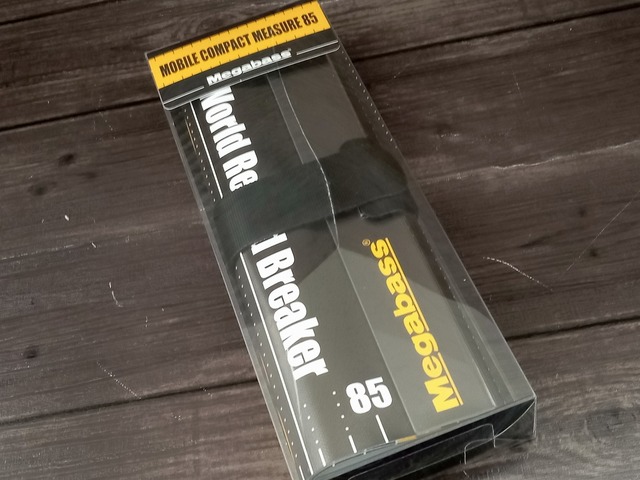 MOBILE COMPACT MEASURE 85
Megabass®
World Re
d Breaker
85
Megabass®